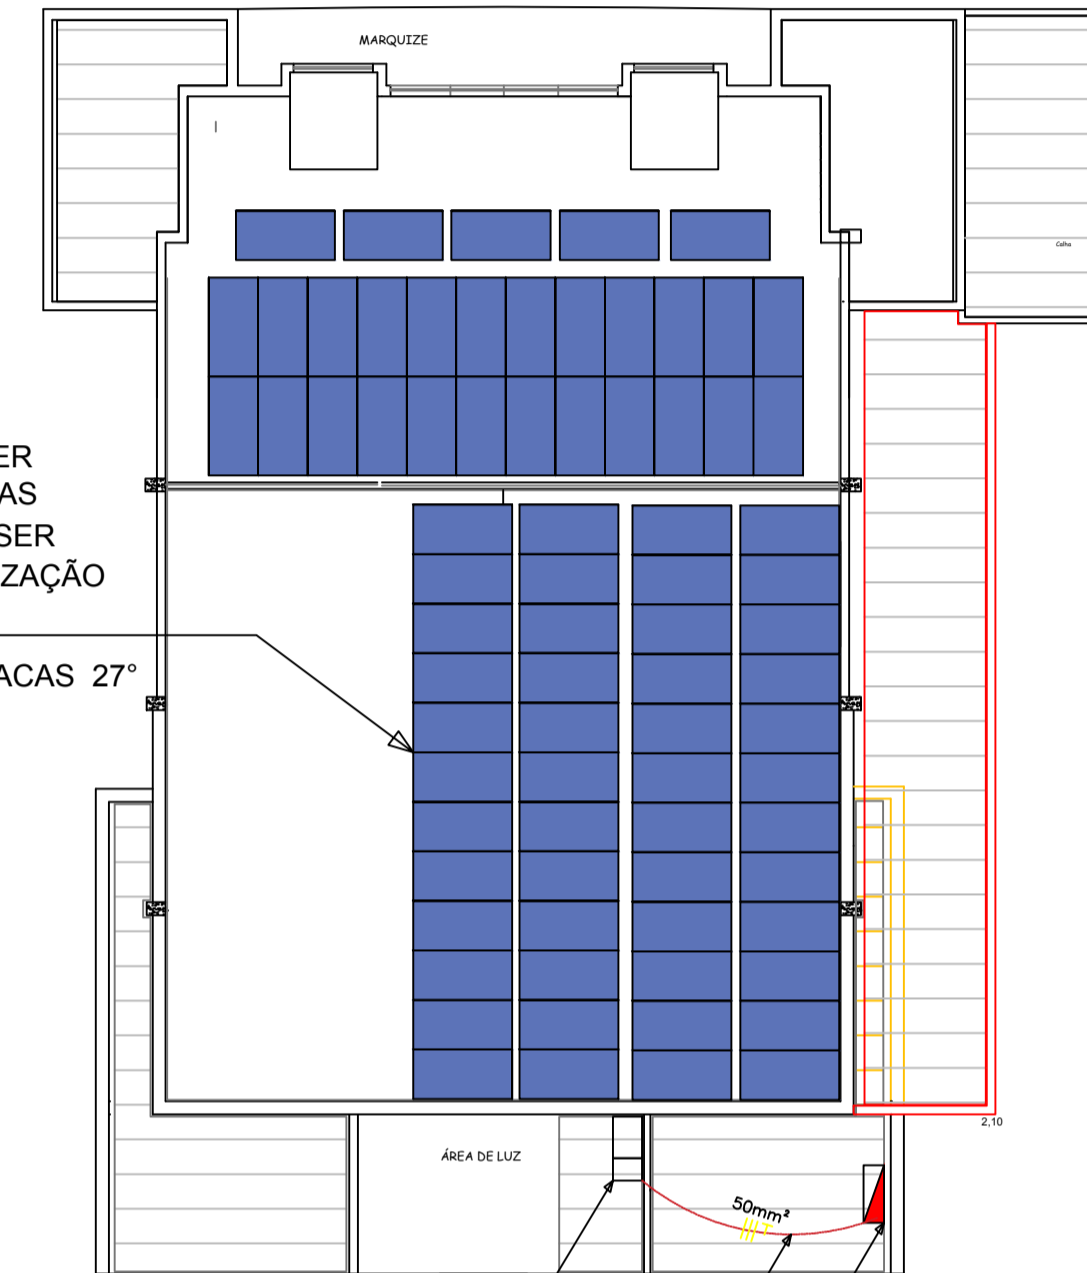 MARQUIZE
Calha
ER
AS
SER
ZAÇÃO
ACAS 27°
2,10
ÁREA DE LUZ
50mm²
T